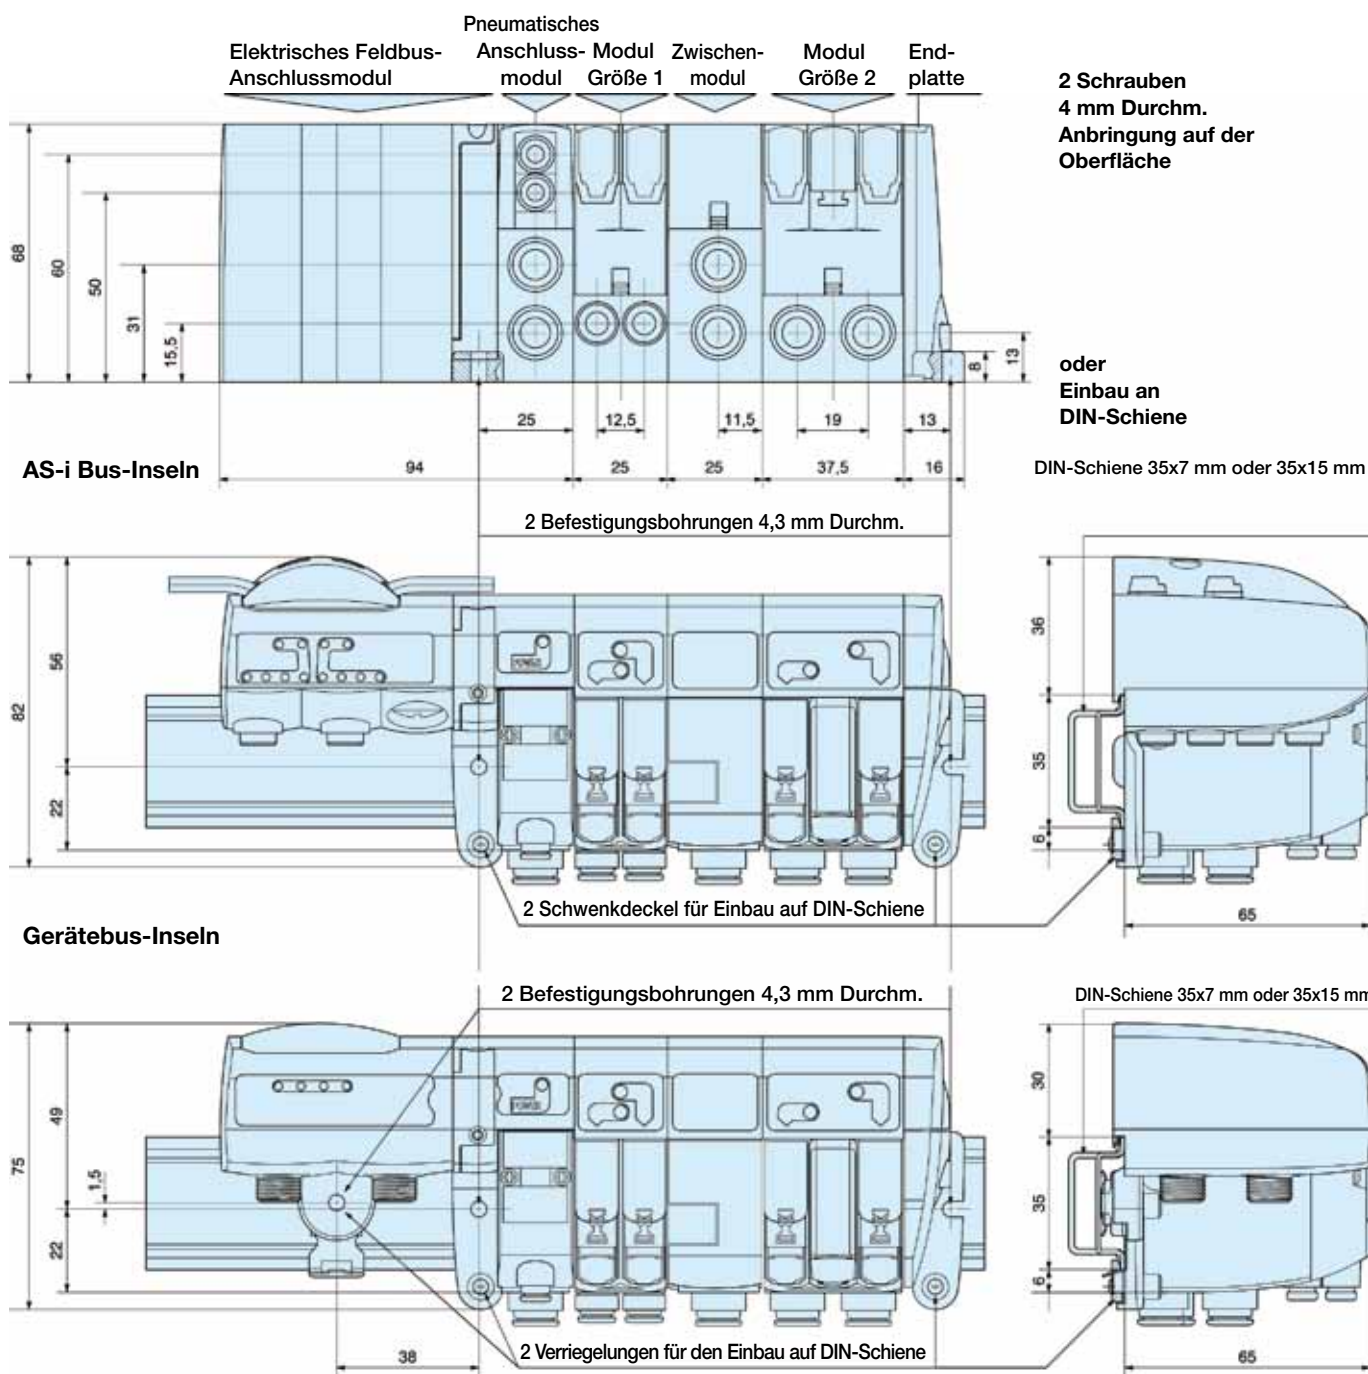 Pneumatisches
Elektrisches Feldbus- Anschluss- Modul Zwischen- Modul End-
Anschlussmodul modul Größe 1 modul Größe 2 platte
2 Schrauben
4 mm Durchm.
Anbringung auf der
Oberfläche
68
60
50
31
15,5
8
13
oder
Einbau an
DIN-Schiene
25 12,5 11,5 19 13
AS-i Bus-Inseln
94 25 25 37,5 16
DIN-Schiene 35x7 mm oder 35x15 mm
2 Befestigungsbohrungen 4,3 mm Durchm.
82
56
22
POWER
36
35
6
65
2 Schwenkdeckel für Einbau auf DIN-Schiene
Gerätebus-Inseln
2 Befestigungsbohrungen 4,3 mm Durchm.
DIN-Schiene 35x7 mm oder 35x15 mm
75
49
1,5
22
POWER
30
35
6
38
2 Verriegelungen für den Einbau auf DIN-Schiene
65